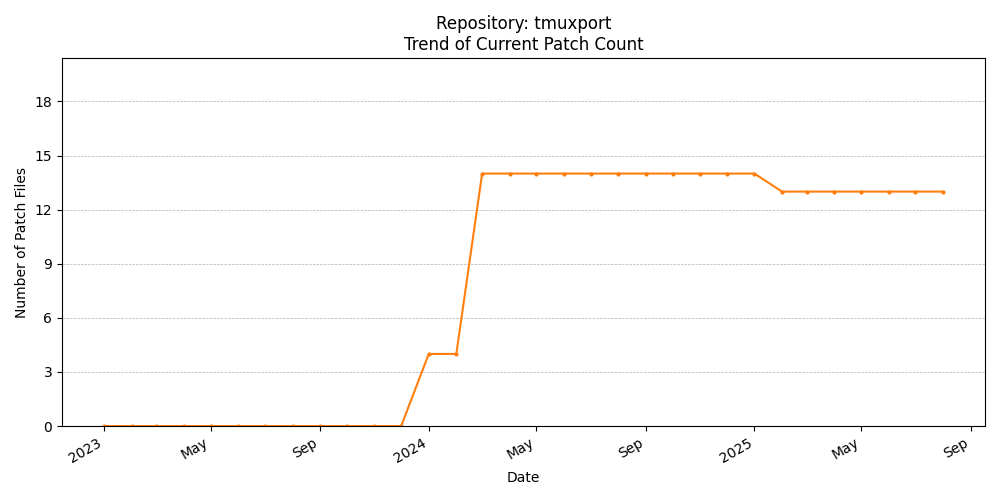 Repository: tmuxport
Trend of Current Patch Count
Number of Patch Files
18
15
12
9
6
3
0
2023
May
Sep
2024
May
Sep
2025
May
Sep
Date